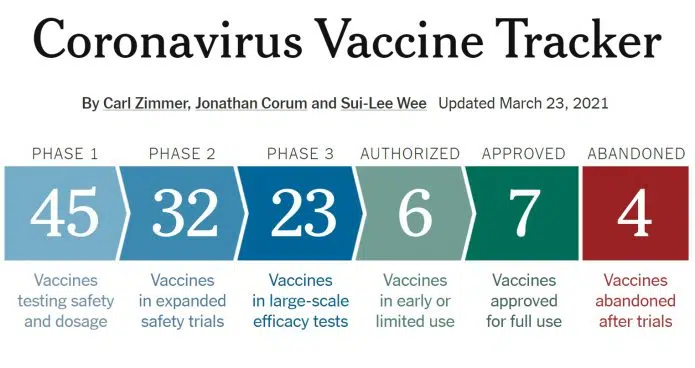 Coronavirus Vaccine Tracker
By Carl Zimmer, Jonathan Corum and Sui-Lee Wee Updated March 23, 2021
PHASE 1 PHASE 2 PHASE 3 AUTHORIZED APPROVED ABANDONED
45 32 23 6 7 4
Vaccines Vaccines Vaccines Vaccines Vaccines Vaccines
testing safety in expanded in large-scale in early or approved abandoned
and dosage safety trials efficacy tests limited use for full use after trials